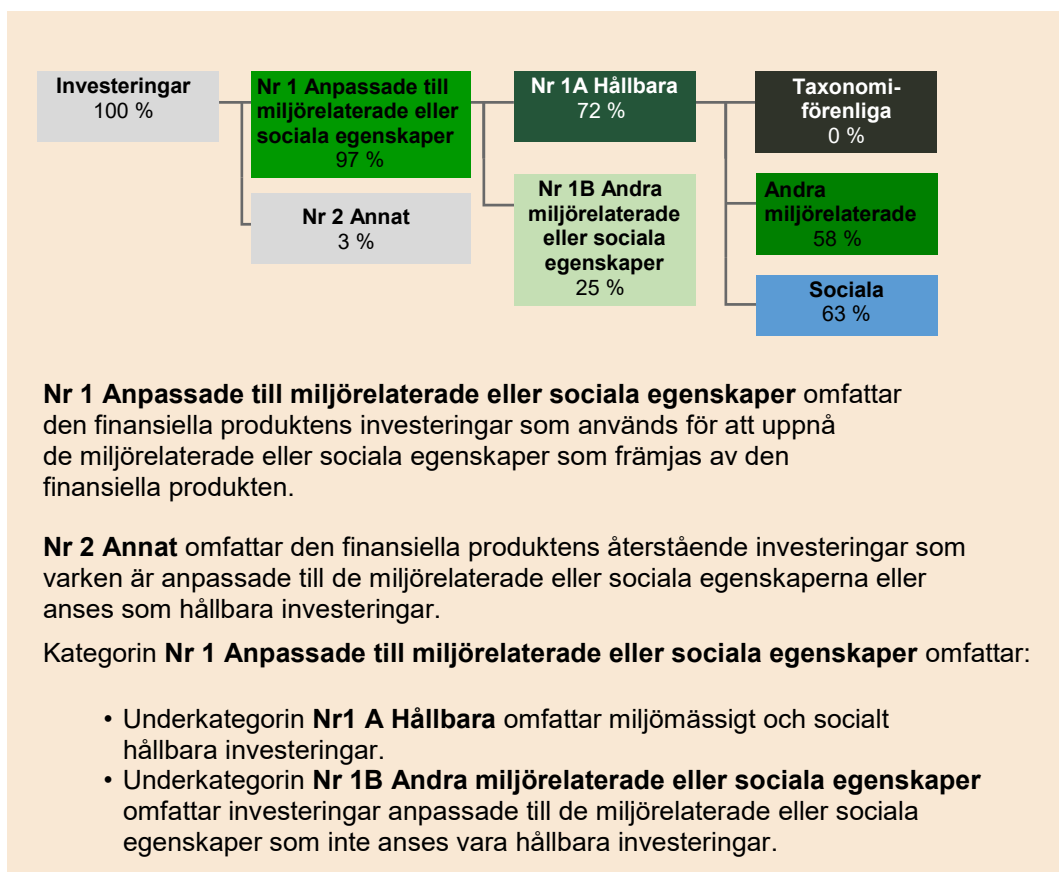 Investeringar
100 %
Nr 1 Anpassade till
miljörelaterade eller
sociala egenskaper
97 %
Nr 2 Annat
3 %
Nr 1A Hållbara
72 %
Nr 1B Andra
miljörelaterade
eller sociala
egenskaper
25 %
Taxonomi-
förenliga
0 %
Andra
miljörelaterade
58 %
Sociala
63 %
Nr 1 Anpassade till miljörelaterade eller sociala egenskaper omfattar
den finansiella produktens investeringar som används för att uppnå
de miljörelaterade eller sociala egenskaper som främjas av den
finansiella produkten.
Nr 2 Annat omfattar den finansiella produktens återstående investeringar som
varken är anpassade till de miljörelaterade eller sociala egenskaperna eller
anses som hållbara investeringar.
Kategorin Nr 1 Anpassade till miljörelaterade eller sociala egenskaper omfattar:
• Underkategorin Nr1 A Hållbara omfattar miljömässigt och socialt
hållbara investeringar.
• Underkategorin Nr 1B Andra miljörelaterade eller sociala egenskaper
omfattar investeringar anpassade till de miljörelaterade eller sociala
egenskaper som inte anses vara hållbara investeringar.